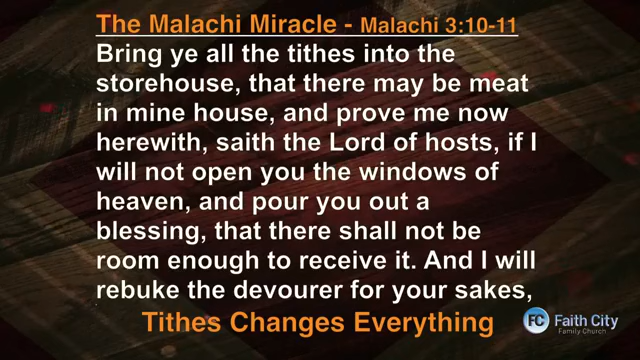 The Malachi Miracle - Malachi 3:10-11
Bring ye all the tithes into the
storehouse, that there may be meat
in mine house, and prove me now
herewith, saith the Lord of hosts, if I
will not open you the windows of
heaven, and pour you out a
blessing, that there shall not be
room enough to receive it. And I will
rebuke the devourer for your sakes,
Tithes Changes Everything
FC Faith City
Family Church